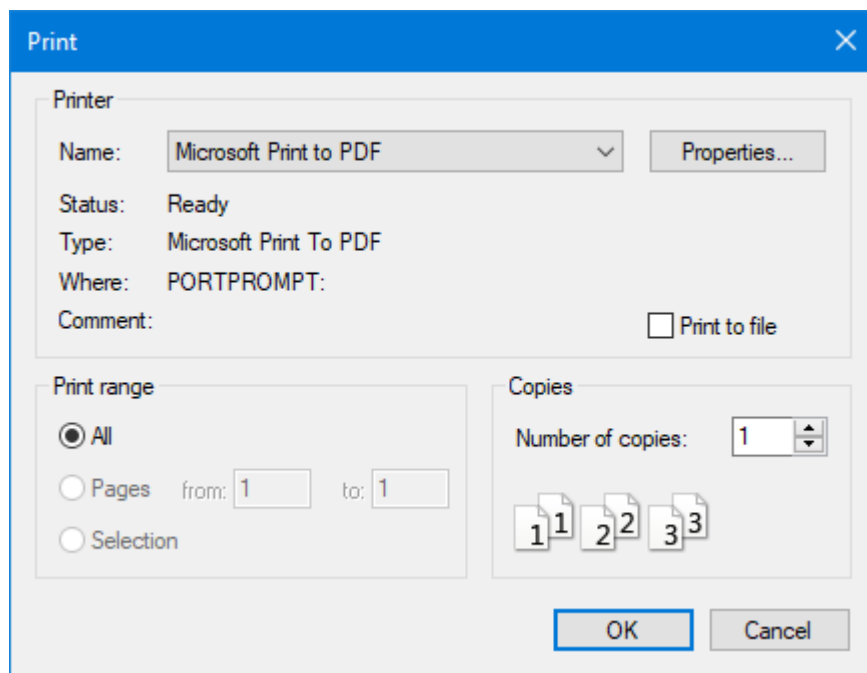 Print
Printer
Name: Microsoft Print to PDF Properties...
Status: Ready
Type: Microsoft Print To PDF
Where: PORTPROMPT:
Comment: Print to file
Print range
All
Pages from: 1 to: 1
Selection
Copies
Number of copies: 1
1 1 2 2 3 3
OK Cancel